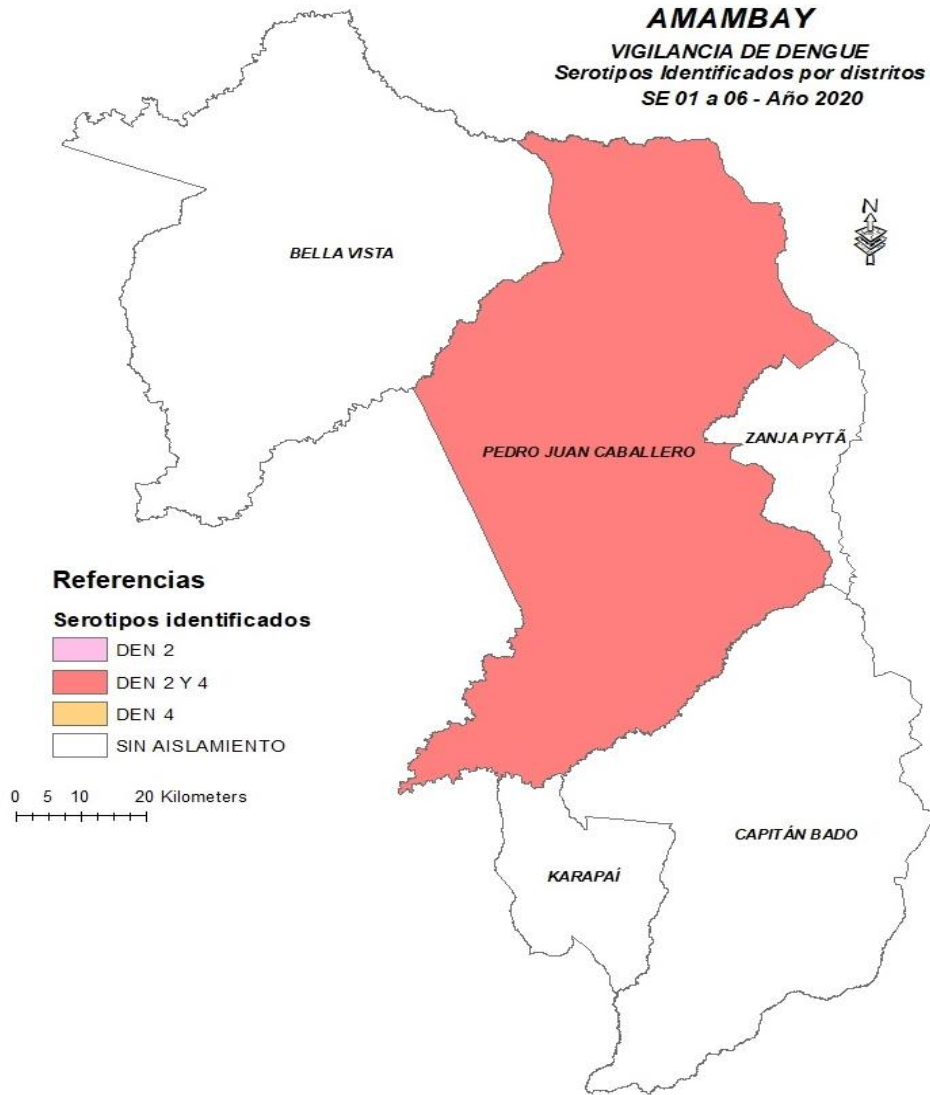 AMAMBAY
VIGILANCIA DE DENGUE
Serotipos Identificados por distritos
SE 01 a 06 - Año 2020
N
BELLA VISTA
PEDRO JUAN CABALLERO
ZANJA PYTÃ
Referencias
Serotipos identificados
DEN 2
DEN 2 Y 4
DEN 4
SIN AISLAMIENTO
0 5 10 20 Kilometers
CAPITÁN BADO
KARAPAÍ